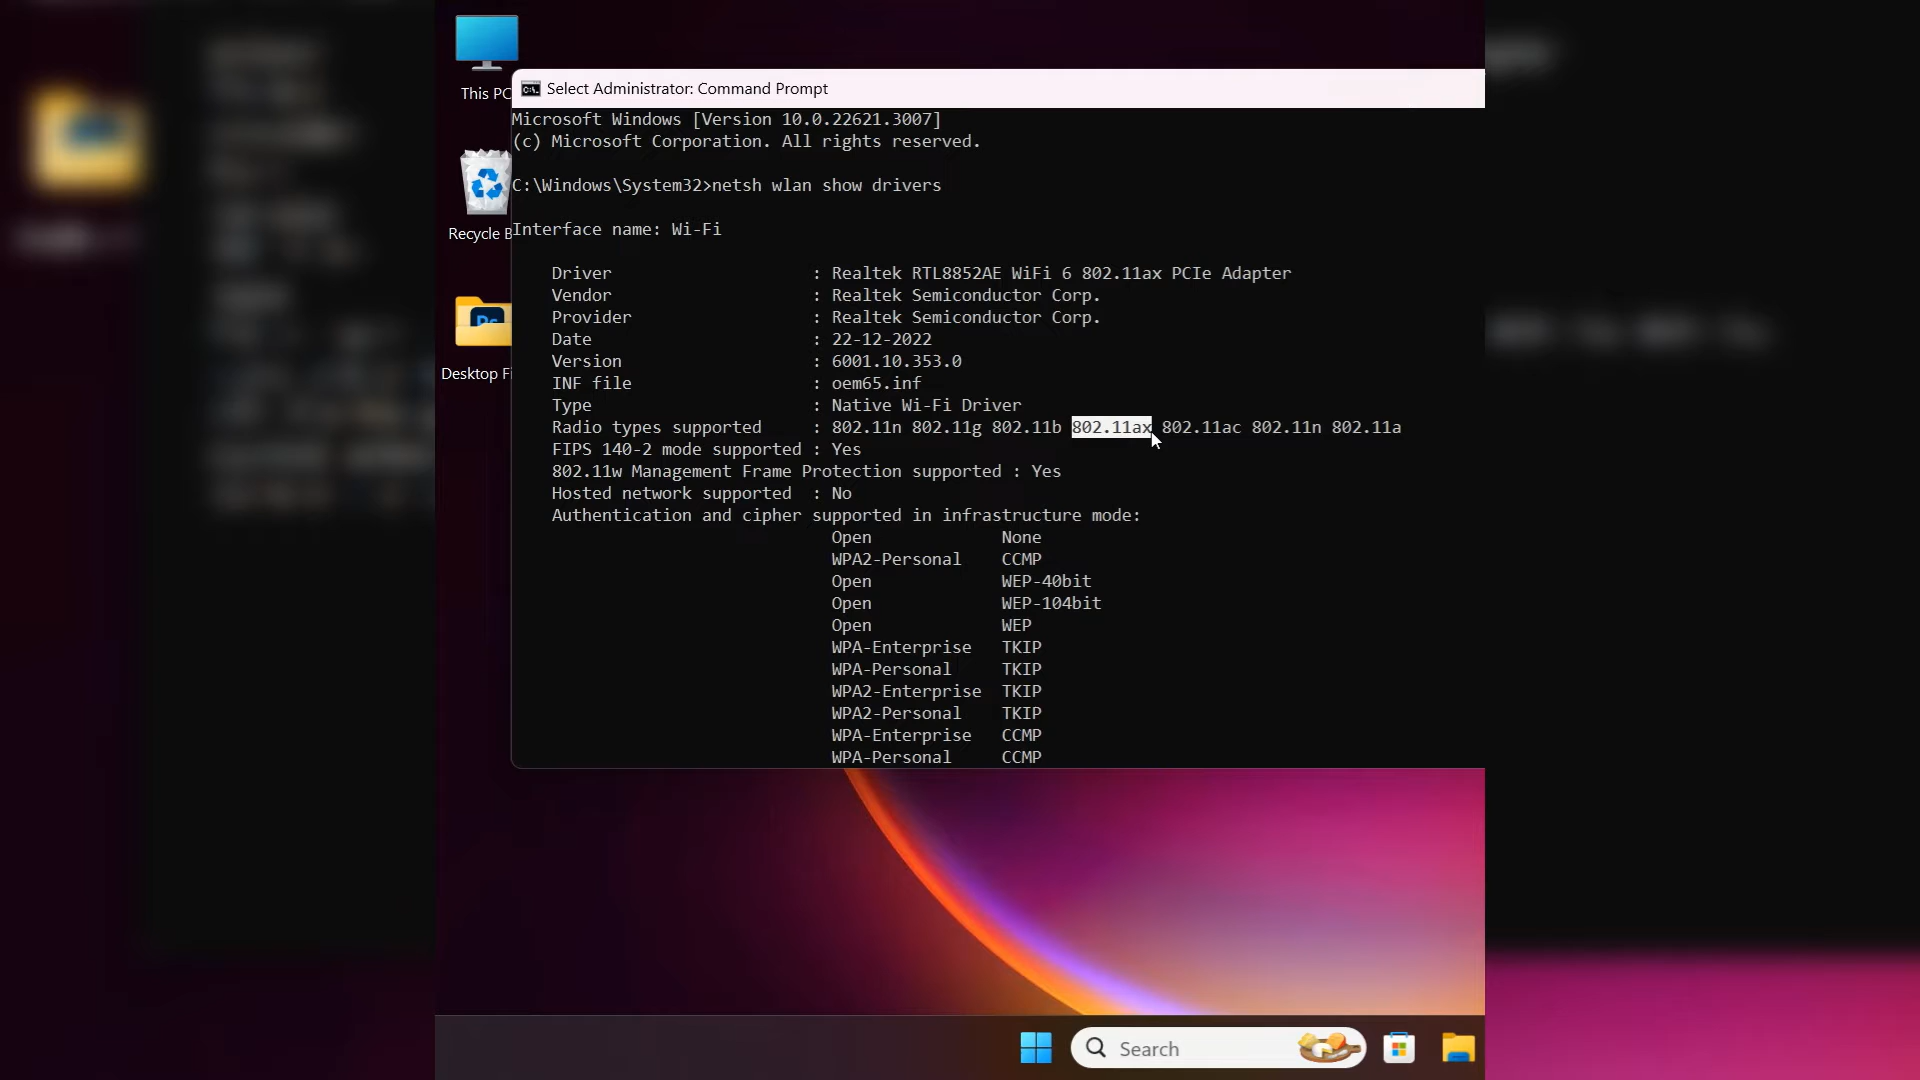 This PC
Select Administrator: Command Prompt
Microsoft Windows [Version 10.0.22621.3007]
(c) Microsoft Corporation. All rights reserved.
C:\Windows\System32>netsh wlan show drivers
Recycle B
Interface name: Wi-Fi
Driver : Realtek RTL8852AE WiFi 6 802.11ax PCIe Adapter
Vendor : Realtek Semiconductor Corp.
Provider : Realtek Semiconductor Corp.
Date : 22-12-2022
Version : 6001.10.353.0
Desktop Fi
INF file : oem65.inf
Type : Native Wi-Fi Driver
Radio types supported : 802.11n 802.11g 802.11b 802.11ax 802.11ac 802.11n 802.11a
FIPS 140-2 mode supported : Yes
802.11w Management Frame Protection supported : Yes
Hosted network supported : No
Authentication and cipher supported in infrastructure mode:
Open None
WPA2-Personal CCMP
Open WEP-40bit
Open WEP-104bit
Open WEP
WPA-Enterprise TKIP
WPA-Personal TKIP
WPA2-Enterprise TKIP
WPA2-Personal TKIP
WPA-Enterprise CCMP
WPA-Personal CCMP
Search